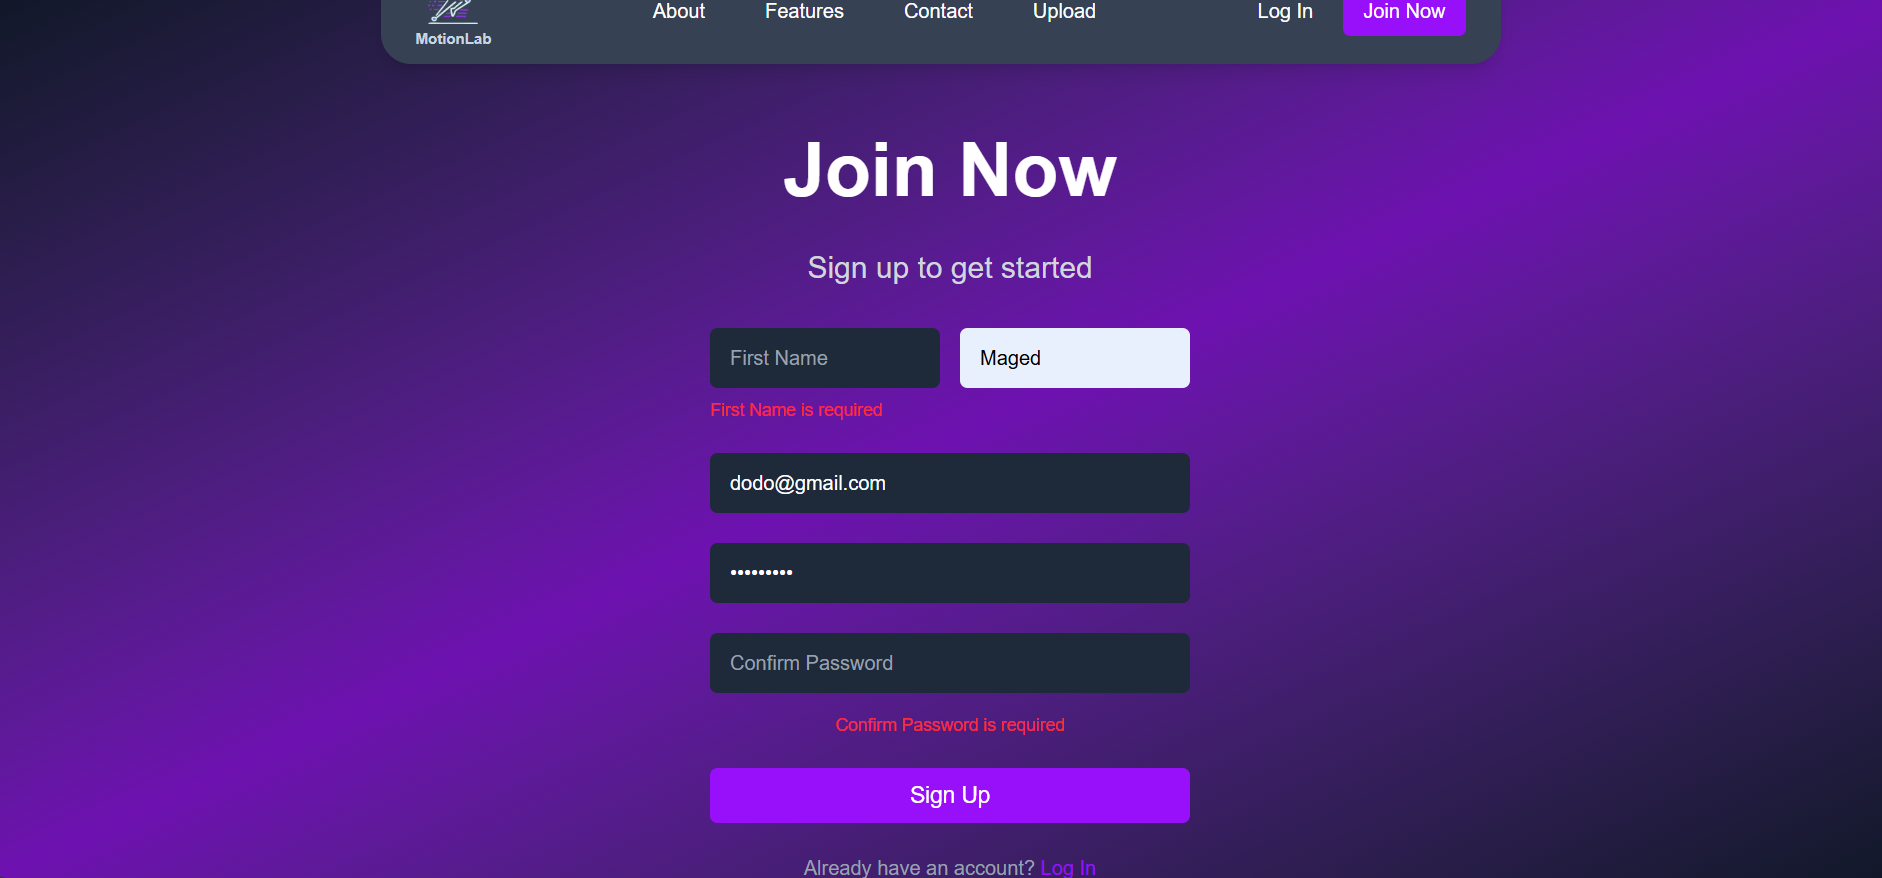 About Features Contact Upload Log In Join Now
MotionLab
Join Now
Sign up to get started
First Name Maged
First Name is required
dodo@gmail.com
•••••••••
Confirm Password
Confirm Password is required
Sign Up
Already have an account? Log In